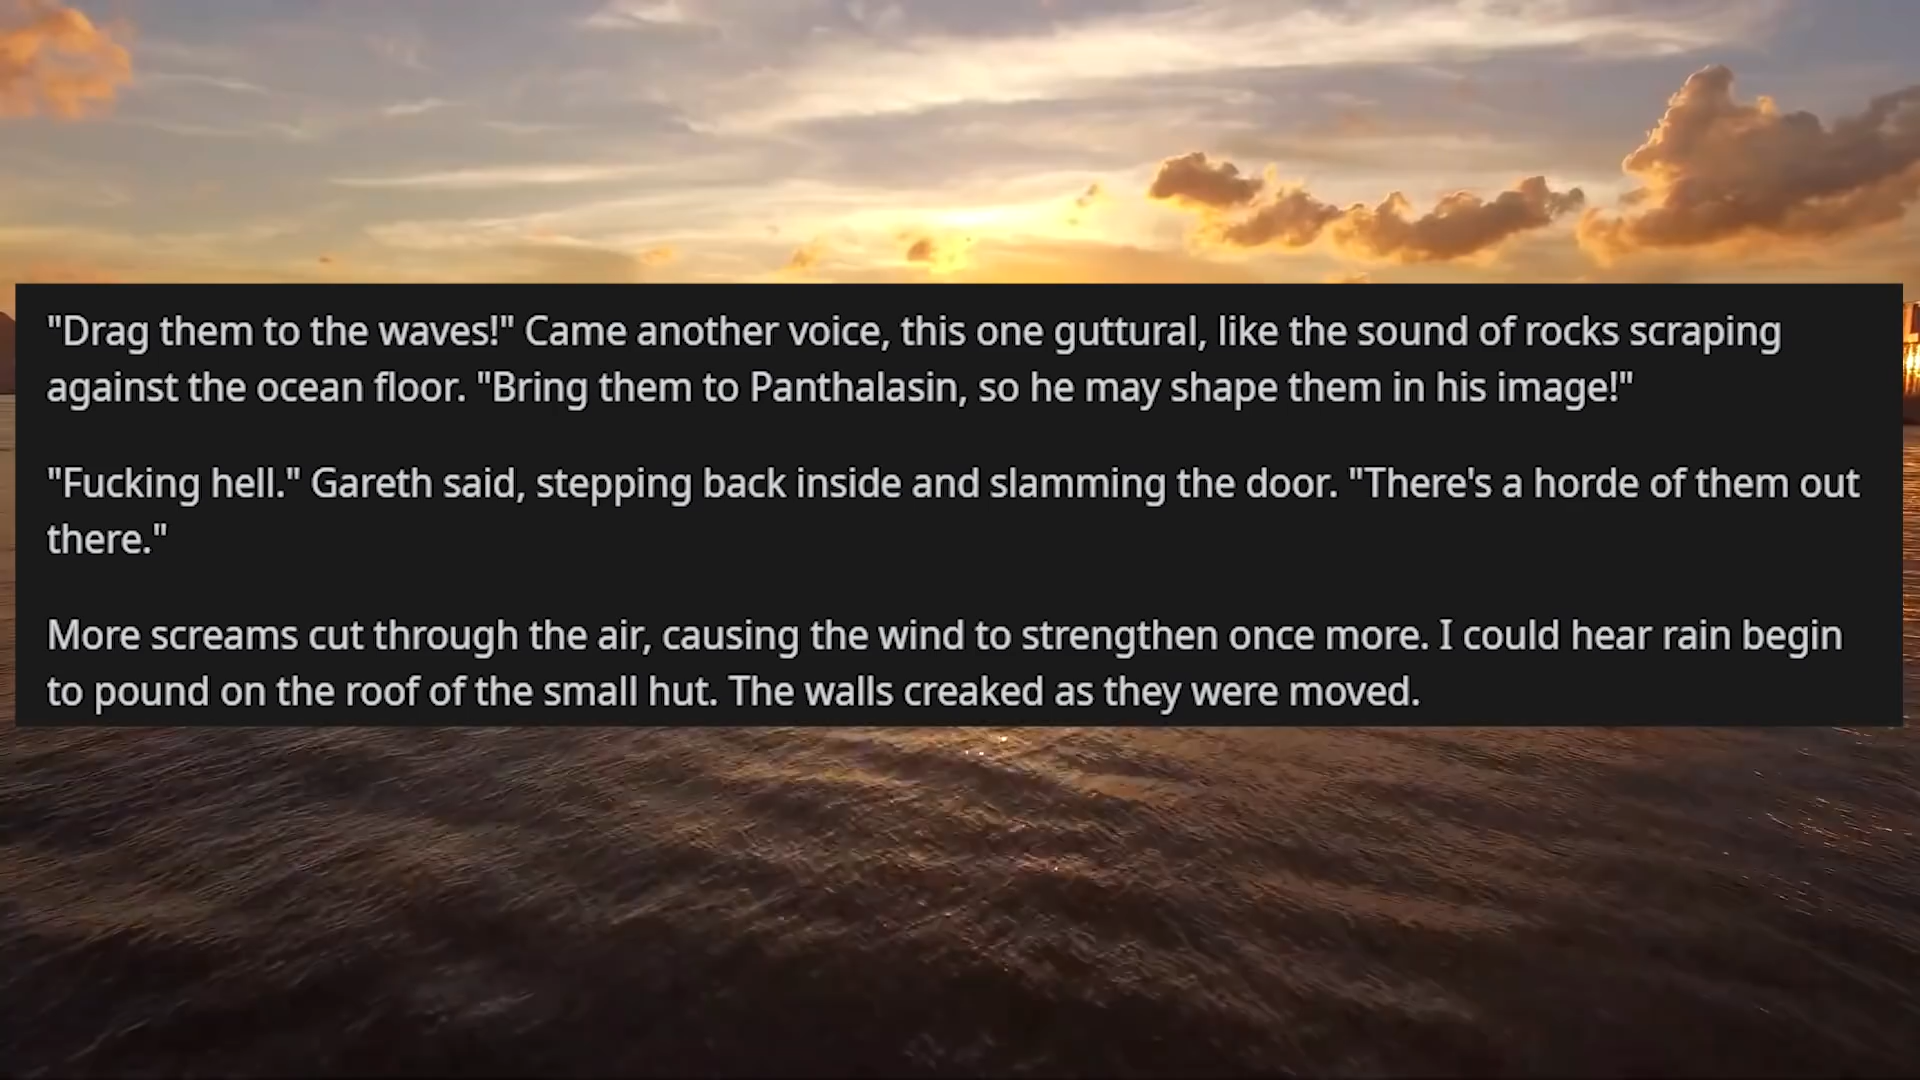 "Drag them to the waves!" Came another voice, this one guttural, like the sound of rocks scraping
against the ocean floor. "Bring them to Panthalasin, so he may shape them in his image!"
"Fucking hell." Gareth said, stepping back inside and slamming the door. "There's a horde of them out
there."
More screams cut through the air, causing the wind to strengthen once more. I could hear rain begin
to pound on the roof of the small hut. The walls creaked as they were moved.